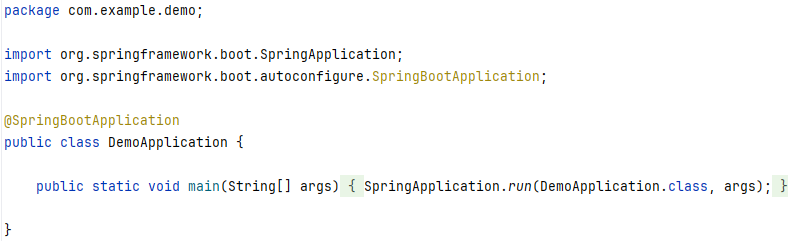 package com.example.demo;
import org.springframework.boot.SpringApplication;
import org.springframework.boot.autoconfigure.SpringBootApplication;
@SpringBootApplication
public class DemoApplication {
public static void main(String[] args) { SpringApplication.run(DemoApplication.class, args); }
}